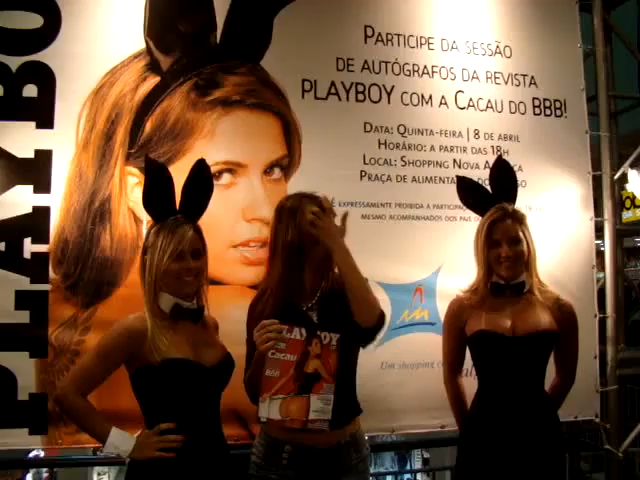 PLAYBO
PARTICIPE DA SESSÃO
DE AUTÓGRAFOS DA REVISTA
PLAYBOY COM A CACAU DO BBB!
DATA: QUINTA-FEIRA | 8 DE ABRIL
HORÁRIO: A PARTIR DAS 18H
LOCAL: SHOPPING NOVA A
PRAÇA DE ALIMENTA
É EXPRESSAMENTE PROIBIDA A
MESMO ACOMPANHADOS DOS PAIS
Um shopping
PLAYBOY
Cacau
BBB